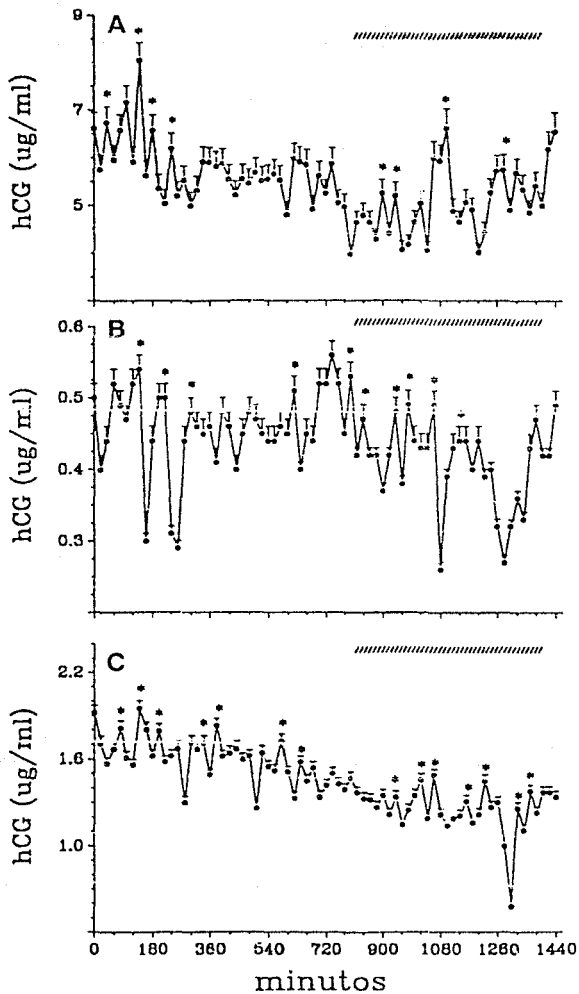 9
A
7
5
hCG (ug/ml)
* * * * * * * *
0.6
B
0.5
0.4
0.3
hCG (ug/ml)
* * * * * * * * * *
2.2
C
1.6
1.0
hCG (ug/ml)
* * * * * * * * * * * * * *
0 180 360 540 720 900 1080 1260 1440
minutos